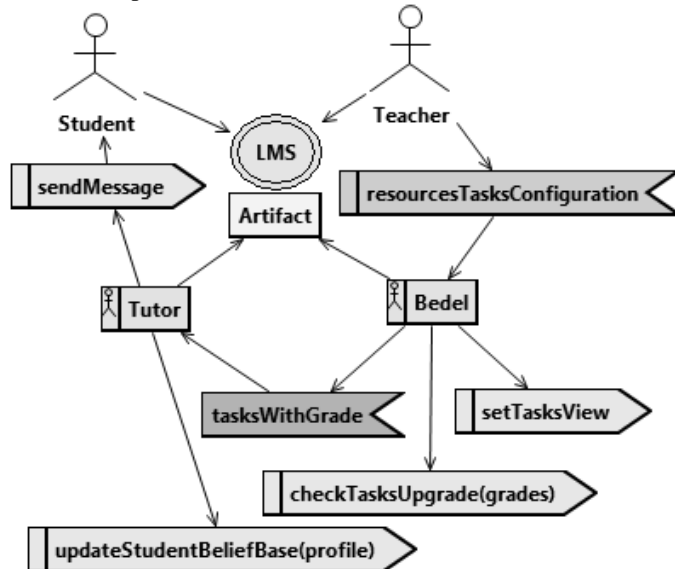 Student
Teacher
LMS
sendMessage
resourcesTasksConfiguration
Artifact
Tutor
Bedel
tasksWithGrade
setTasksView
checkTasksUpgrade(grades)
updateStudentBeliefBase(profile)